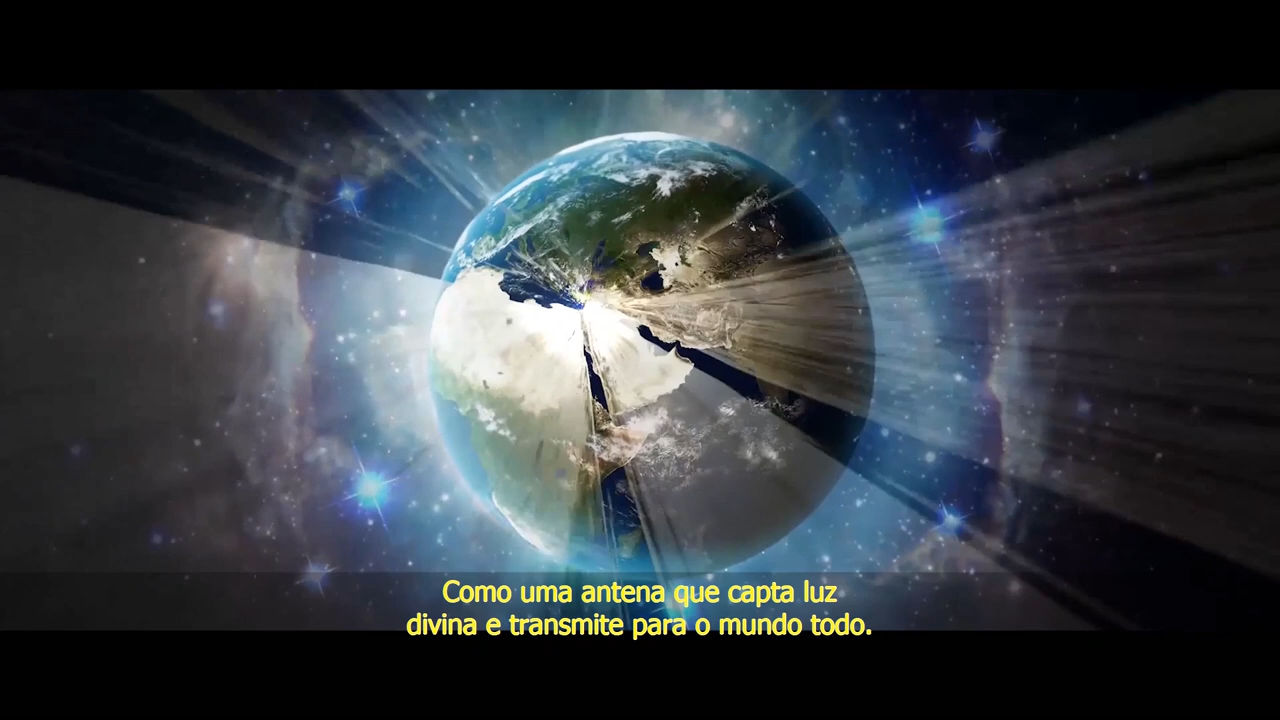 Como uma antena que capta luz
divina e transmite para o mundo todo.